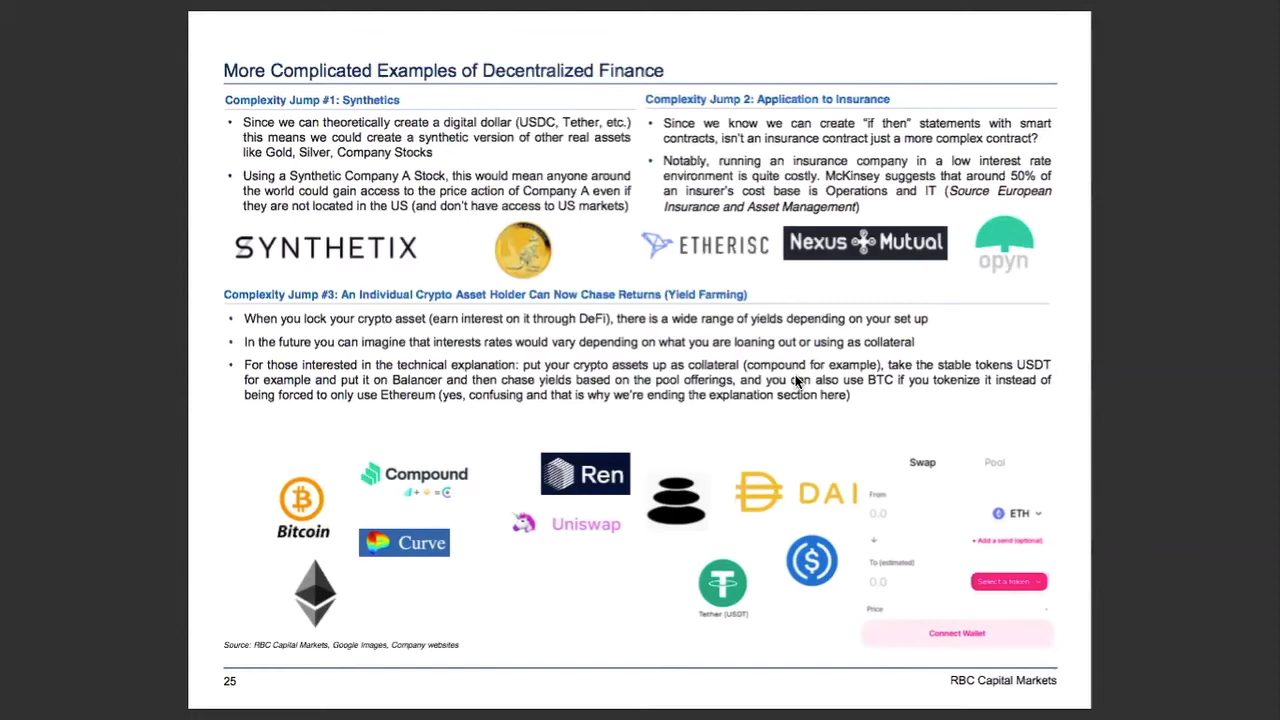 More Complicated Examples of Decentralized Finance
Complexity Jump #1: Synthetics
• Since we can theoretically create a digital dollar (USDC, Tether, etc.)
this means we could create a synthetic version of other real assets
like Gold, Silver, Company Stocks
• Using a Synthetic Company A Stock, this would mean anyone around
the world could gain access to the price action of Company A even if
they are not located in the US (and don't have access to US markets)
SYNTHETIX
Complexity Jump 2: Application to Insurance
• Since we know we can create "if then" statements with smart
contracts, isn't an insurance contract just a more complex contract?
• Notably, running an insurance company in a low interest rate
environment is quite costly. McKinsey suggests that around 50% of
an insurer's cost base is Operations and IT (Source European
Insurance and Asset Management)
ETHERISC
Nexus Mutual
opyn
Complexity Jump #3: An Individual Crypto Asset Holder Can Now Chase Returns (Yield Farming)
• When you lock your crypto asset (earn interest on it through DeFi), there is a wide range of yields depending on your set up
• In the future you can imagine that interests rates would vary depending on what you are loaning out or using as collateral
• For those interested in the technical explanation: put your crypto assets up as collateral (compound for example), take the stable tokens USDT
for example and put it on Balancer and then chase yields based on the pool offerings, and you can also use BTC if you tokenize it instead of
being forced to only use Ethereum (yes, confusing and that is why we're ending the explanation section here)
Bitcoin
Compound
Curve
Ren
Uniswap
DAI
Tether (USDT)
Swap Pool
From
0.0 ETH
+ Add a send (optional)
To (estimated)
0.0 Select a token
Price -
Connect Wallet
Source: RBC Capital Markets, Google Images, Company websites
25 RBC Capital Markets